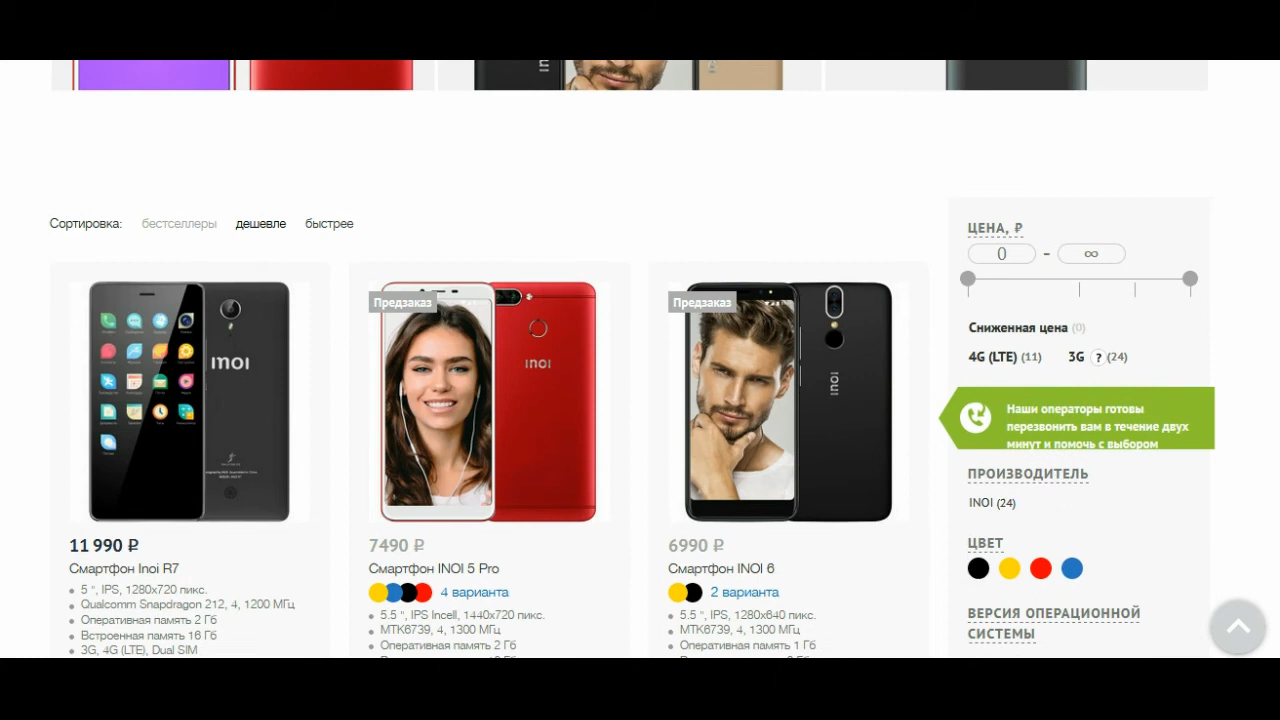 Сортировка: бестселлеры дешевле быстрее
INOI
11 990 ₽
Смартфон Inoi R7
5 ", IPS, 1280x720 пикс.
Qualcomm Snapdragon 212, 4, 1200 МГц
Оперативная память 2 Гб
Встроенная память 16 Гб
3G, 4G (LTE), Dual SIM
Предзаказ
INOI
7490 ₽
Смартфон INOI 5 Pro
4 варианта
5.5 ", IPS Incell, 1440x720 пикс.
MTK6739, 4, 1300 МГц
Оперативная память 2 Гб
Предзаказ
INOI
6990 ₽
Смартфон INOI 6
2 варианта
5.5 ", IPS, 1280x640 пикс.
MTK6739, 4, 1300 МГц
Оперативная память 1 Гб
ЦЕНА, ₽
0 - ∞
Сниженная цена (0)
4G (LTE) (11) 3G ? (24)
Наши операторы готовы
перезвонить вам в течение двух
минут и помочь с выбором
ПРОИЗВОДИТЕЛЬ
INOI (24)
ЦВЕТ
ВЕРСИЯ ОПЕРАЦИОННОЙ
СИСТЕМЫ